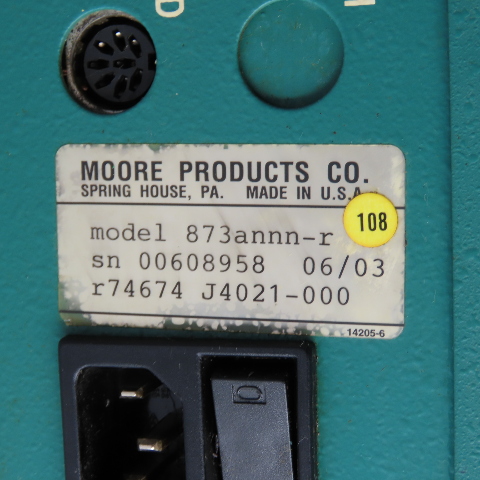 D
MOORE PRODUCTS CO.
SPRING HOUSE, PA. MADE IN U.S.A.
108
model 873annn-r
sn 00608958 06/03
r74674 J4021-000
14205-6